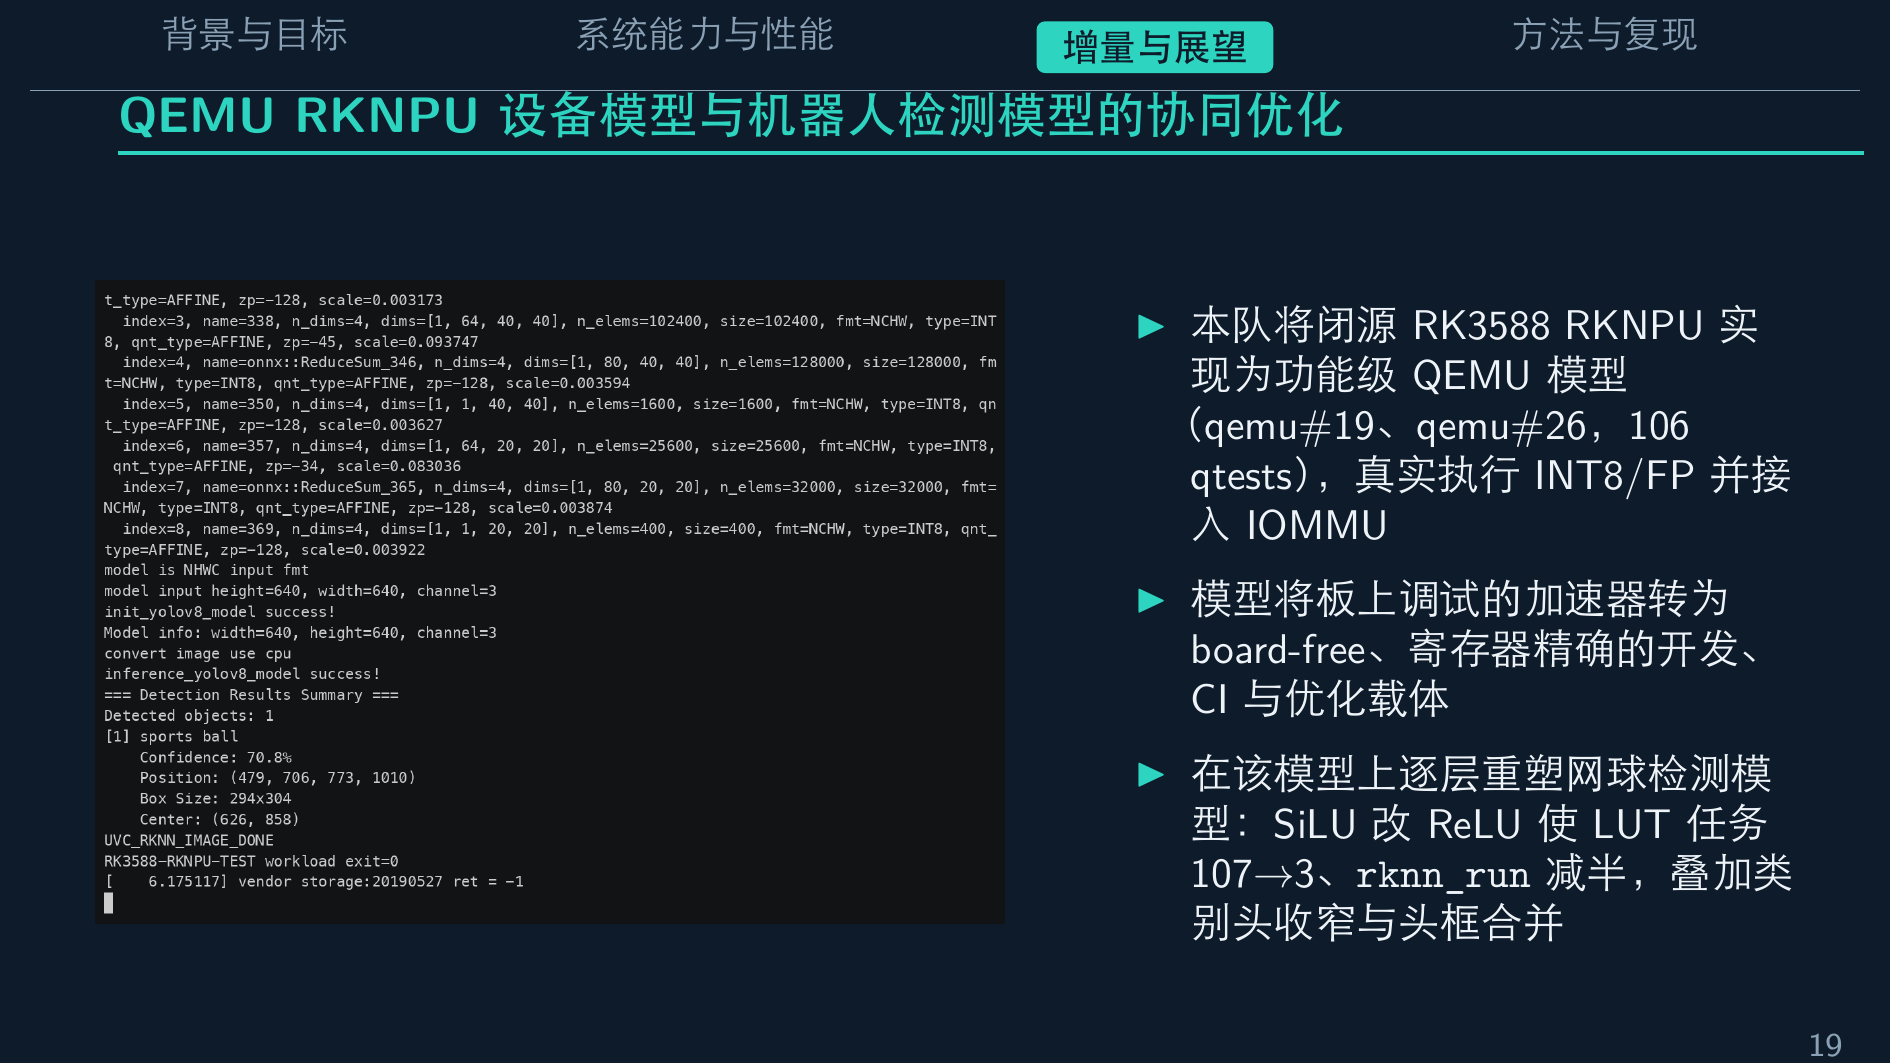 背景与目标
系统能力与性能
增量与展望
方法与复现
QEMU RKNPU 设备模型与机器人检测模型的协同优化
t_type=AFFINE, zp=-128, scale=0.003173
index=3, name=338, n_dims=4, dims=[1, 64, 40, 40], n_elems=102400, size=102400, fmt=NCHW, type=INT
8, qnt_type=AFFINE, zp=-45, scale=0.093747
index=4, name=onnx::ReduceSum_346, n_dims=4, dims=[1, 80, 40, 40], n_elems=128000, size=128000, fm
t=NCHW, type=INT8, qnt_type=AFFINE, zp=-128, scale=0.003594
index=5, name=350, n_dims=4, dims=[1, 1, 40, 40], n_elems=1600, size=1600, fmt=NCHW, type=INT8, qn
t_type=AFFINE, zp=-128, scale=0.003627
index=6, name=357, n_dims=4, dims=[1, 64, 20, 20], n_elems=25600, size=25600, fmt=NCHW, type=INT8,
qnt_type=AFFINE, zp=-34, scale=0.083036
index=7, name=onnx::ReduceSum_365, n_dims=4, dims=[1, 80, 20, 20], n_elems=32000, size=32000, fmt=
NCHW, type=INT8, qnt_type=AFFINE, zp=-128, scale=0.003874
index=8, name=369, n_dims=4, dims=[1, 1, 20, 20], n_elems=400, size=400, fmt=NCHW, type=INT8, qnt_
type=AFFINE, zp=-128, scale=0.003922
model is NHWC input fmt
model input height=640, width=640, channel=3
init_yolov8_model success!
Model info: width=640, height=640, channel=3
convert image use cpu
inference_yolov8_model success!
=== Detection Results Summary ===
Detected objects: 1
[1] sports ball
Confidence: 70.8%
Position: (479, 706, 773, 1010)
Box Size: 294x304
Center: (626, 858)
UVC_RKNN_IMAGE_DONE
RK3588-RKNPU-TEST workload exit=0
[    6.175117] vendor storage:20190527 ret = -1
▶ 本队将闭源 RK3588 RKNPU 实
现为功能级 QEMU 模型
(qemu#19、qemu#26，106
qtests)，真实执行 INT8/FP 并接
入 IOMMU
▶ 模型将板上调试的加速器转为
board-free、寄存器精确的开发、
CI 与优化载体
▶ 在该模型上逐层重塑网球检测模
型：SiLU 改 ReLU 使 LUT 任务
107→3、rknn_run 减半，叠加类
别头收窄与头框合并
19